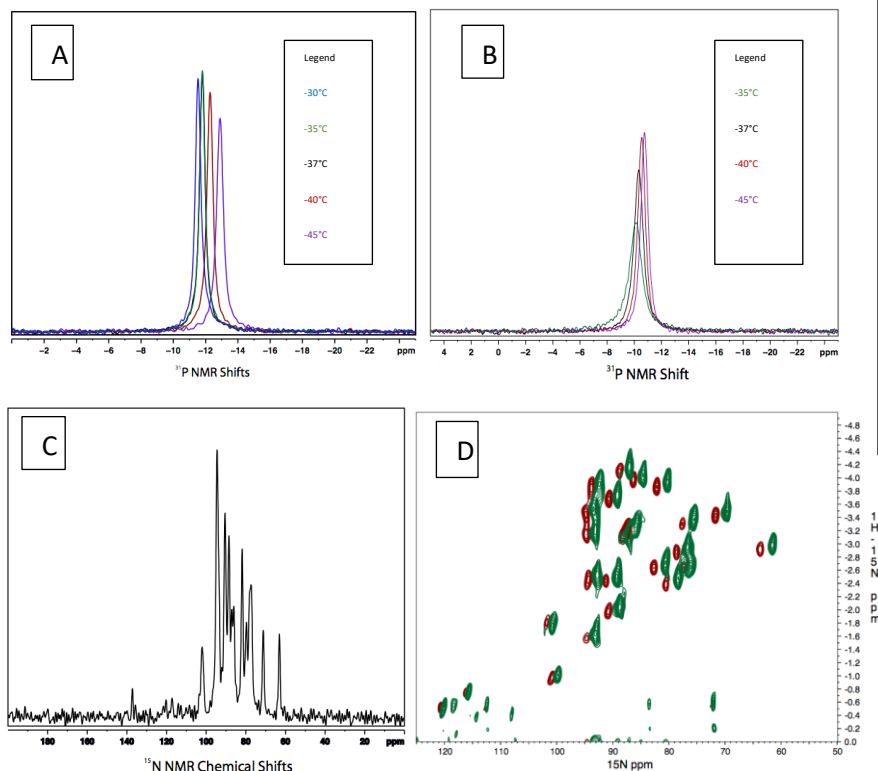 A
Legend
-30°C
-35°C
-37°C
-40°C
-45°C
−2 −4 −6 −8 −10 −12 −14 −16 −18 −20 −22 ppm
31P NMR Shifts
B
Legend
-35°C
-37°C
-40°C
-45°C
4 2 0 −2 −4 −6 −8 −10 −12 −14 −16 −18 −20 −22 ppm
31P NMR Shift
C
180 160 140 120 100 80 60 40 20 ppm
15N NMR Chemical Shifts
D
-4.8
-4.6
-4.4
-4.2
-4.0
-3.8
-3.6
-3.4
-3.2
-3.0
-2.8
-2.6
-2.4
-2.2
-2.0
-1.8
-1.6
-1.4
-1.2
-1.0
-0.8
-0.6
-0.4
-0.2
0.0
1H-15N ppm
120 110 100 90 80 70 60 50
15N ppm